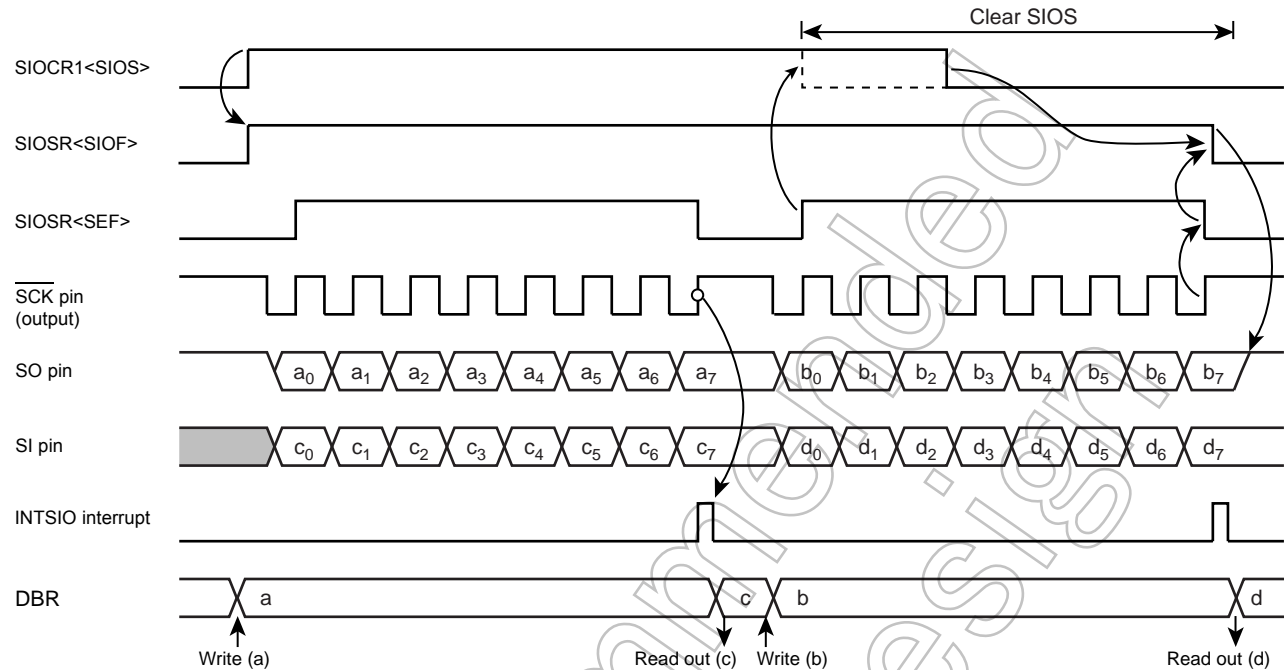 Clear SIOS
SIOCR1<SIOS>
SIOSR<SIOF>
SIOSR<SEF>
SCK pin
(output)
SO pin
a0 a1 a2 a3 a4 a5 a6 a7 b0 b1 b2 b3 b4 b5 b6 b7
SI pin
c0 c1 c2 c3 c4 c5 c6 c7 d0 d1 d2 d3 d4 d5 d6 d7
INTSIO interrupt
DBR
a c b d
Write (a) Read out (c) Write (b) Read out (d)